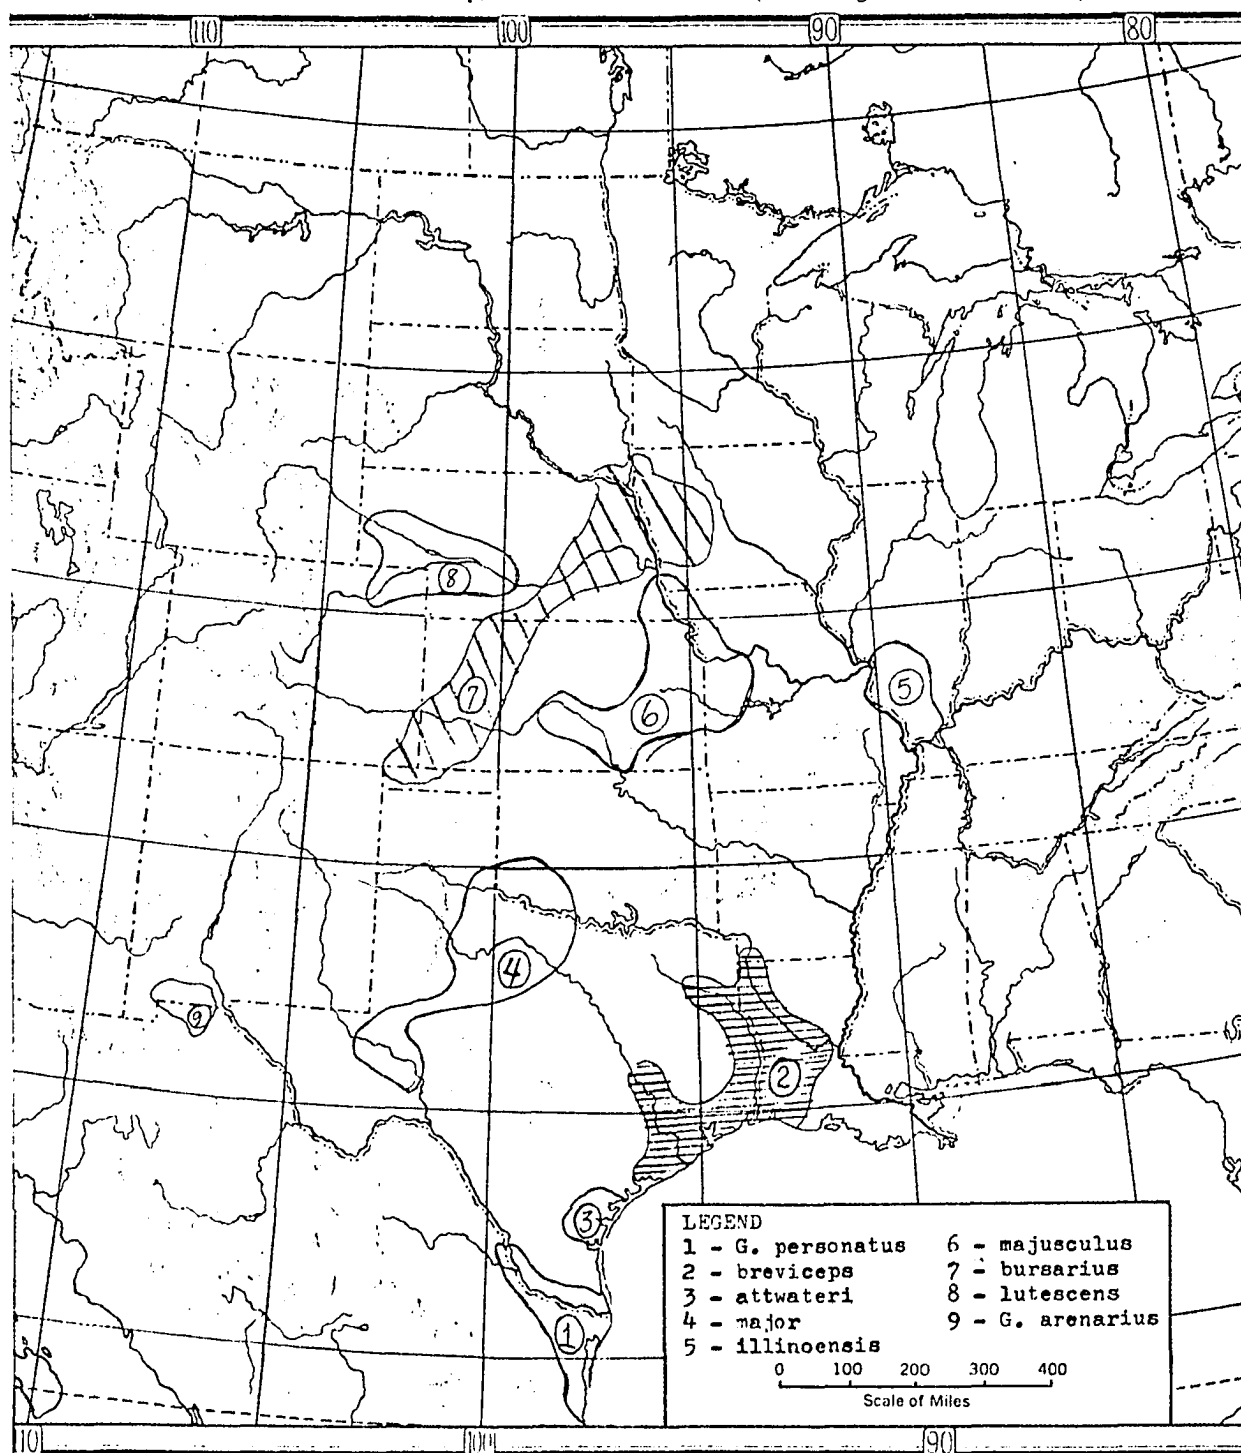 110 100 90 80
8
7
6
5
4
9
2
3
1
LEGEND
1 - G. personatus 6 - majusculus
2 - breviceps 7 - bursarius
3 - attwateri 8 - lutescens
4 - major 9 - G. arenarius
5 - illinoensis
0 100 200 300 400
Scale of Miles
110 100 90